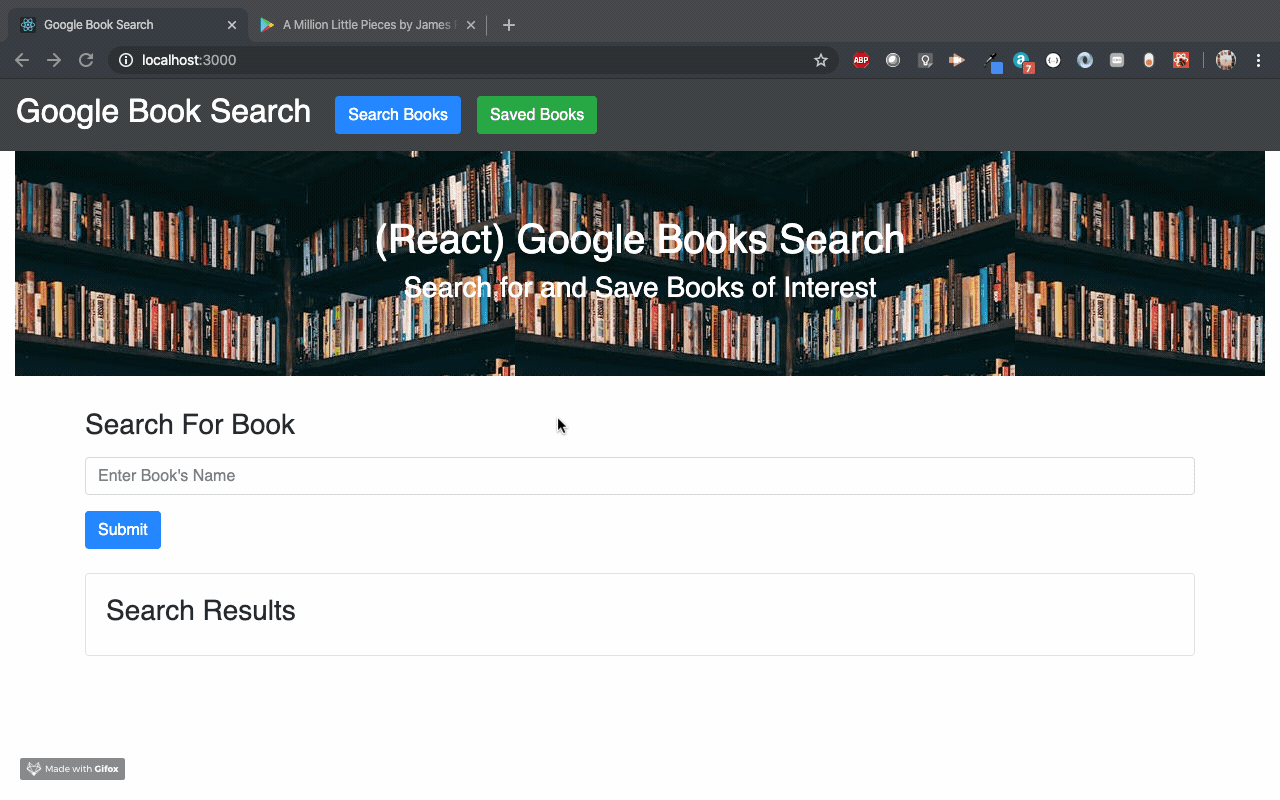 Google Book Search
A Million Little Pieces by James
localhost:3000
ABP
7
Google Book Search
Search Books
Saved Books
(React) Google Books Search
Search for and Save Books of Interest
Search For Book
Enter Book's Name
Submit
Search Results
Made with Gifox